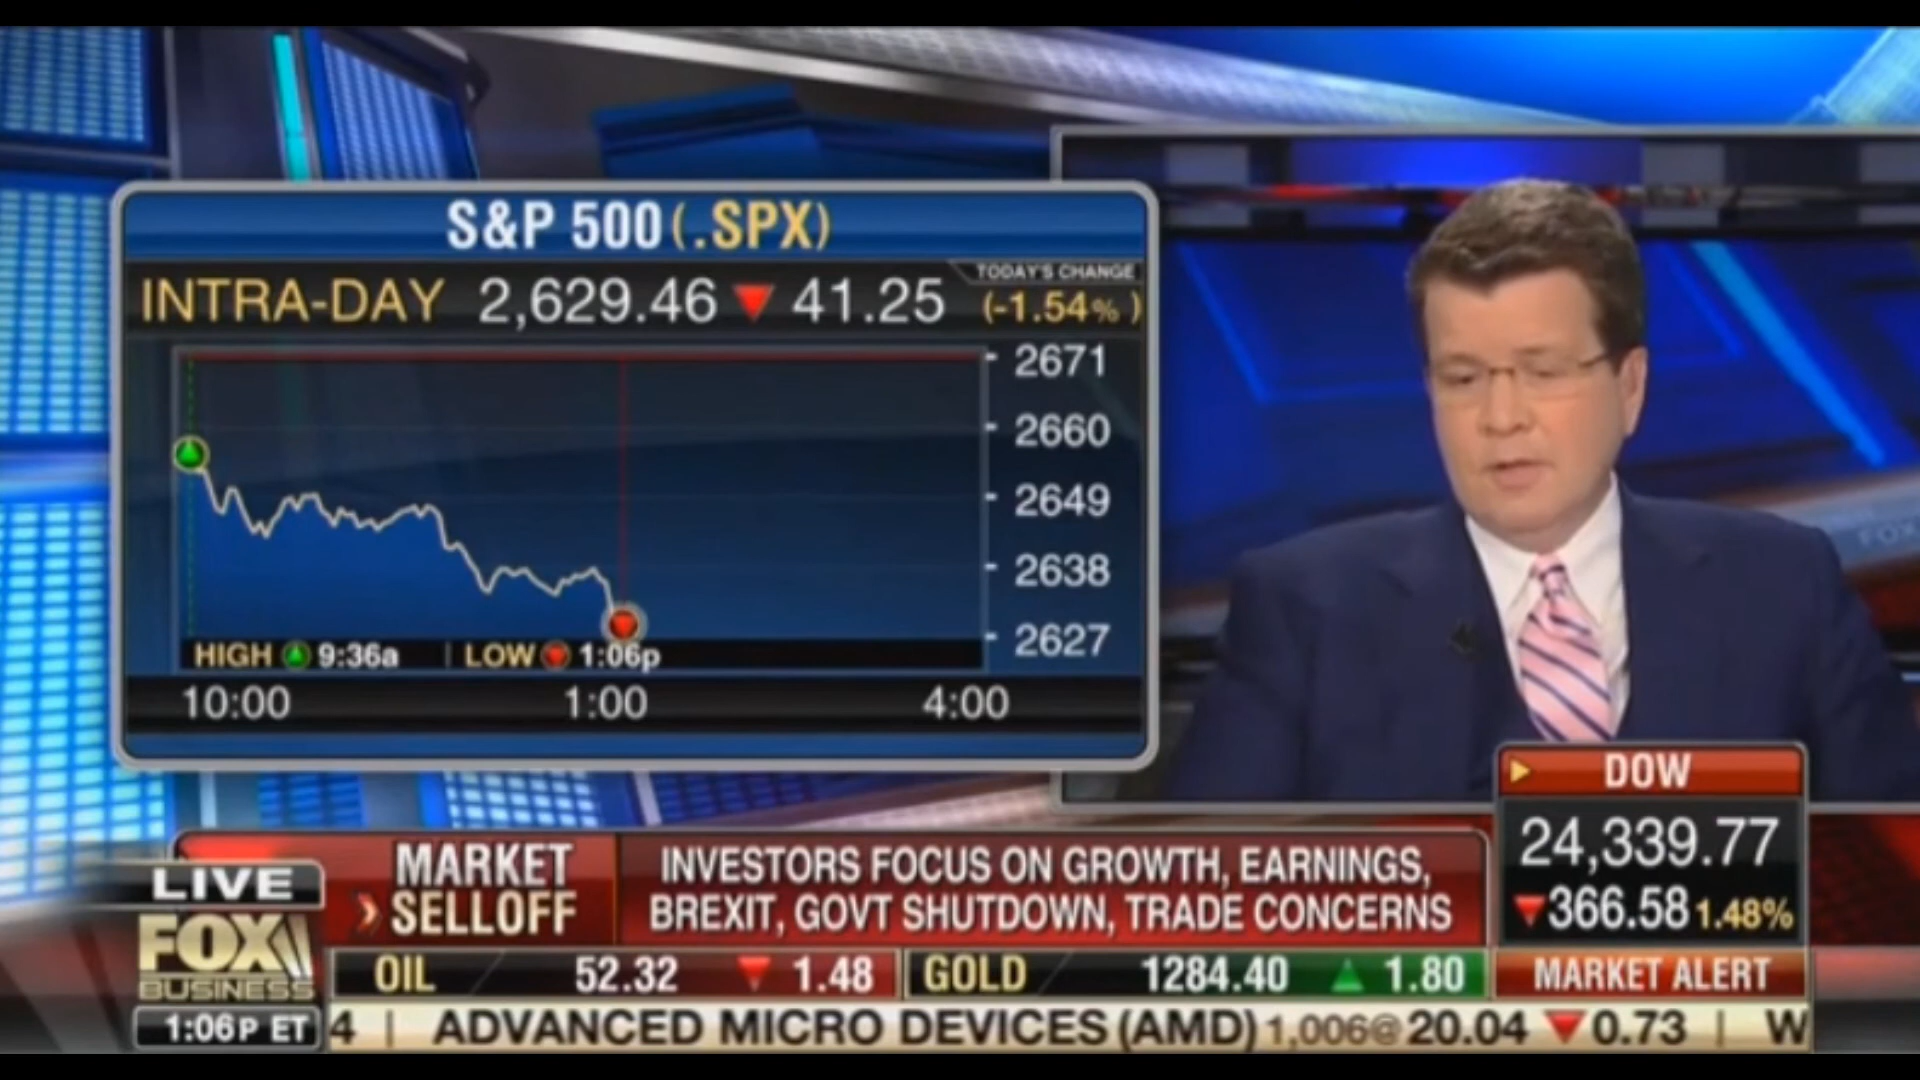 S&P 500 (.SPX)
TODAY'S CHANGE
INTRA-DAY 2,629.46 ▼ 41.25 (-1.54%)
2671
2660
2649
2638
2627
HIGH ▲ 9:36a | LOW ▼ 1:06p
10:00 1:00 4:00
DOW
24,339.77
▼366.58 1.48%
MARKET ALERT
MARKET
SELLOFF
INVESTORS FOCUS ON GROWTH, EARNINGS,
BREXIT, GOVT SHUTDOWN, TRADE CONCERNS
LIVE
FOX
BUSINESS
1:06P ET
OIL 52.32 ▼ 1.48
GOLD 1284.40 ▲ 1.80
4 | ADVANCED MICRO DEVICES (AMD) 1,006@20.04 ▼0.73 | W
FOX